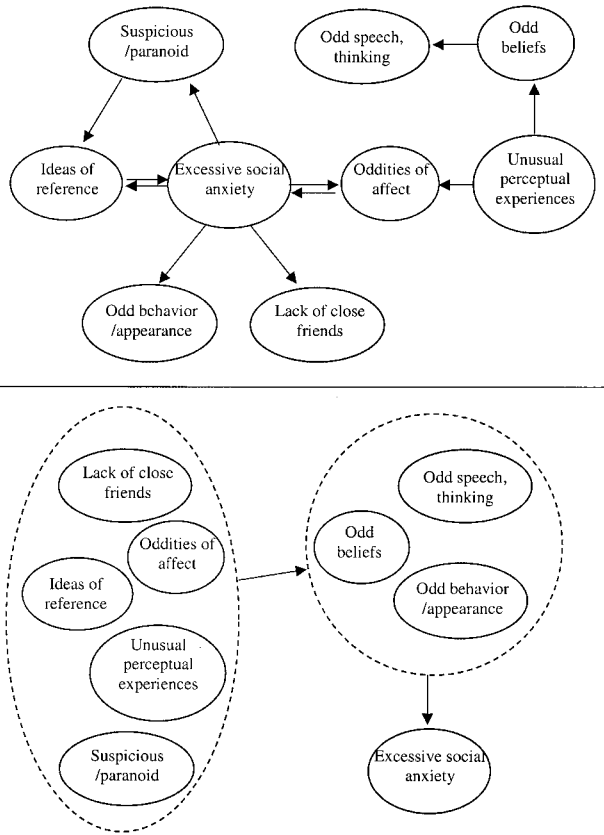 Suspicious
/paranoid
Odd speech,
thinking
Odd
beliefs
Ideas of
reference
Excessive social
anxiety
Oddities of
affect
Unusual
perceptual
experiences
Odd behavior
/appearance
Lack of close
friends
Lack of close
friends
Oddities of
affect
Ideas of
reference
Unusual
perceptual
experiences
Suspicious
/paranoid
Odd speech,
thinking
Odd
beliefs
Odd behavior
/appearance
Excessive social
anxiety